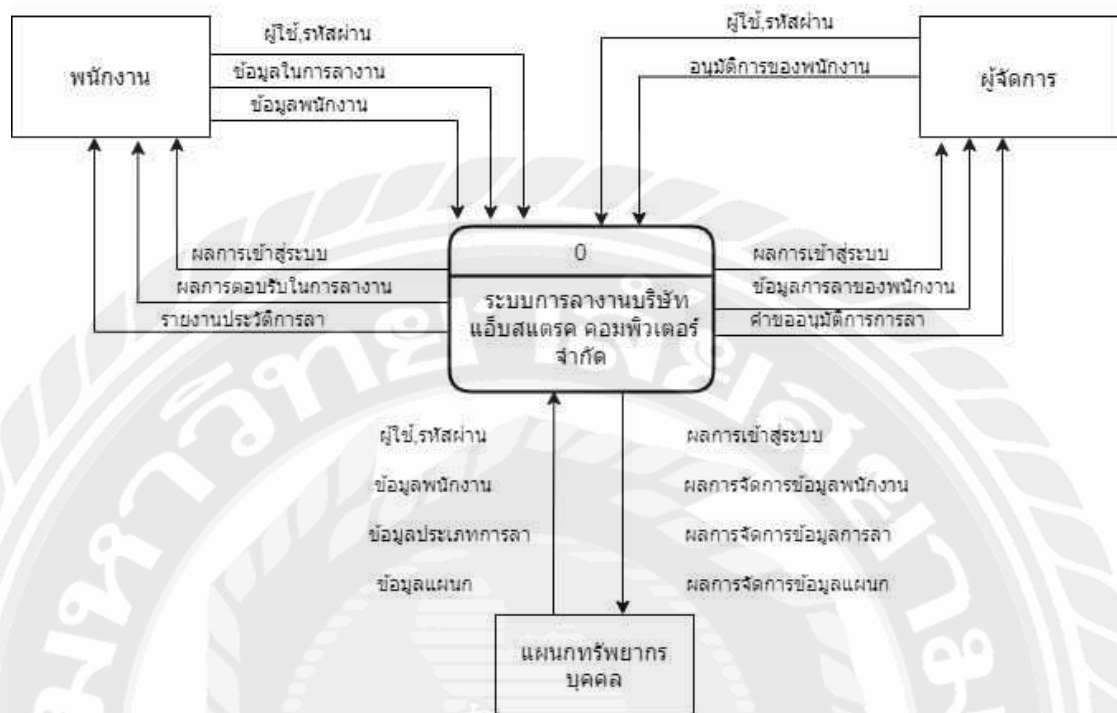 ผู้ใช้,รหัสผ่าน
ข้อมูลในการลางาน
ข้อมูลพนักงาน
พนักงาน
ผู้ใช้,รหัสผ่าน
อนุมัติการของพนักงาน
ผู้จัดการ
ผลการเข้าสู่ระบบ
ผลการตอบรับในการลางาน
รายงานประวัติการลา
0
ระบบการลางานบริษัท
แอ็บสแตรค คอมพิวเตอร์
จำกัด
ผลการเข้าสู่ระบบ
ข้อมูลการลาของพนักงาน
คำขออนุมัติการการลา
ผู้ใช้,รหัสผ่าน
ข้อมูลพนักงาน
ข้อมูลประเภทการลา
ข้อมูลแผนก
ผลการเข้าสู่ระบบ
ผลการจัดการข้อมูลพนักงาน
ผลการจัดการข้อมูลการลา
ผลการจัดการข้อมูลแผนก
แผนกทรัพยากร
บุคคล
มหาวิทยาลัยสยาม